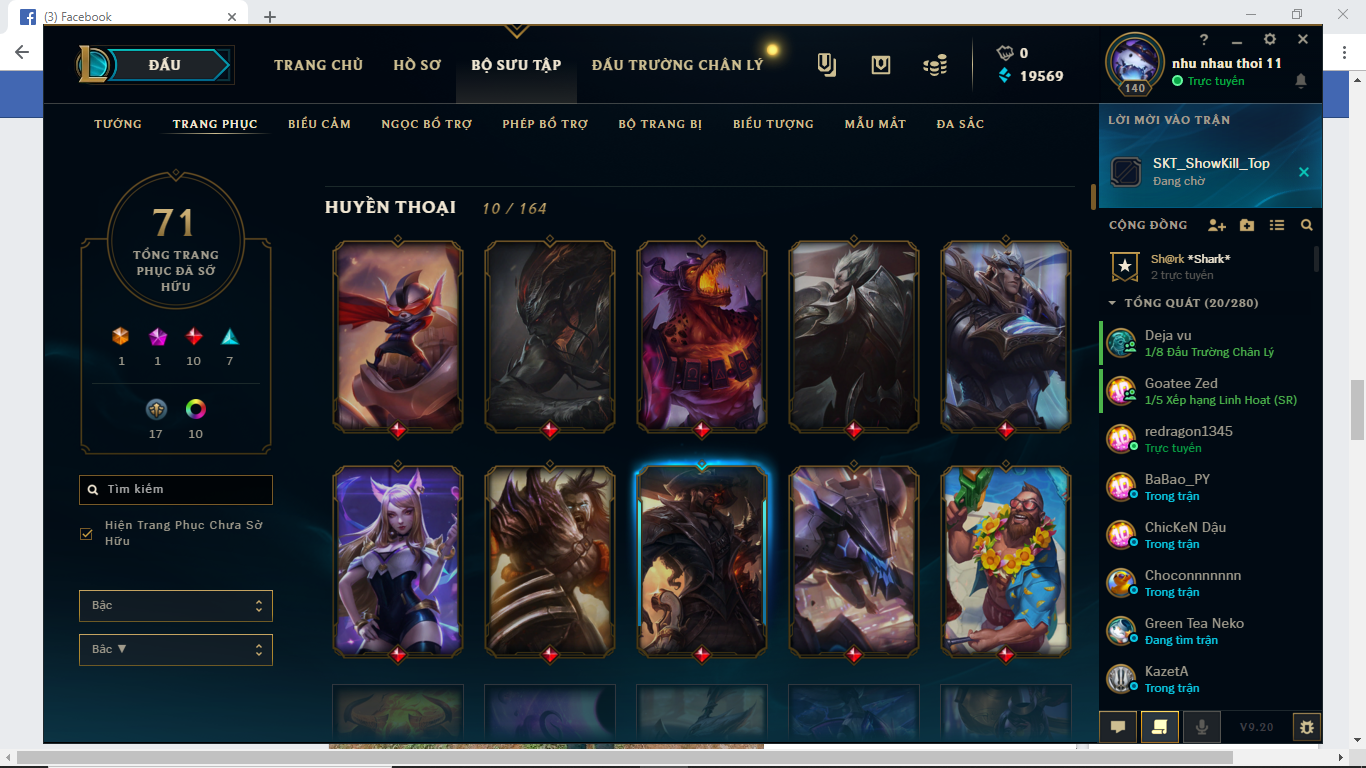 (3) Facebook
ĐẤU
TRANG CHỦ
HỒ SƠ
BỘ SƯU TẬP
ĐẤU TRƯỜNG CHÂN LÝ
0
19569
140
nhu nhau thoi 11
Trực tuyến
TƯỚNG
TRANG PHỤC
BIỂU CẢM
NGỌC BỔ TRỢ
PHÉP BỔ TRỢ
BỘ TRANG BỊ
BIỂU TƯỢNG
MẪU MẮT
ĐA SẮC
71
TỔNG TRANG
PHỤC ĐÃ SỞ
HỮU
1
1
10
7
17
10
Tìm kiếm
Hiện Trang Phục Chưa Sở
Hữu
Bậc
Bậc ▼
HUYỀN THOẠI 10 / 164
LỜI MỜI VÀO TRẬN
SKT_ShowKill_Top
Đang chờ
CỘNG ĐỒNG
Sh@rk *Shark*
2 trực tuyến
TỔNG QUÁT (20/280)
Deja vu
1/8 Đấu Trường Chân Lý
Goatee Zed
1/5 Xếp hạng Linh Hoạt (SR)
redragon1345
Trực tuyến
BaBao_PY
Trong trận
ChicKeN Dậu
Trong trận
Choconnnnnnn
Trong trận
Green Tea Neko
Đang tìm trận
KazetA
Trong trận
V9.20